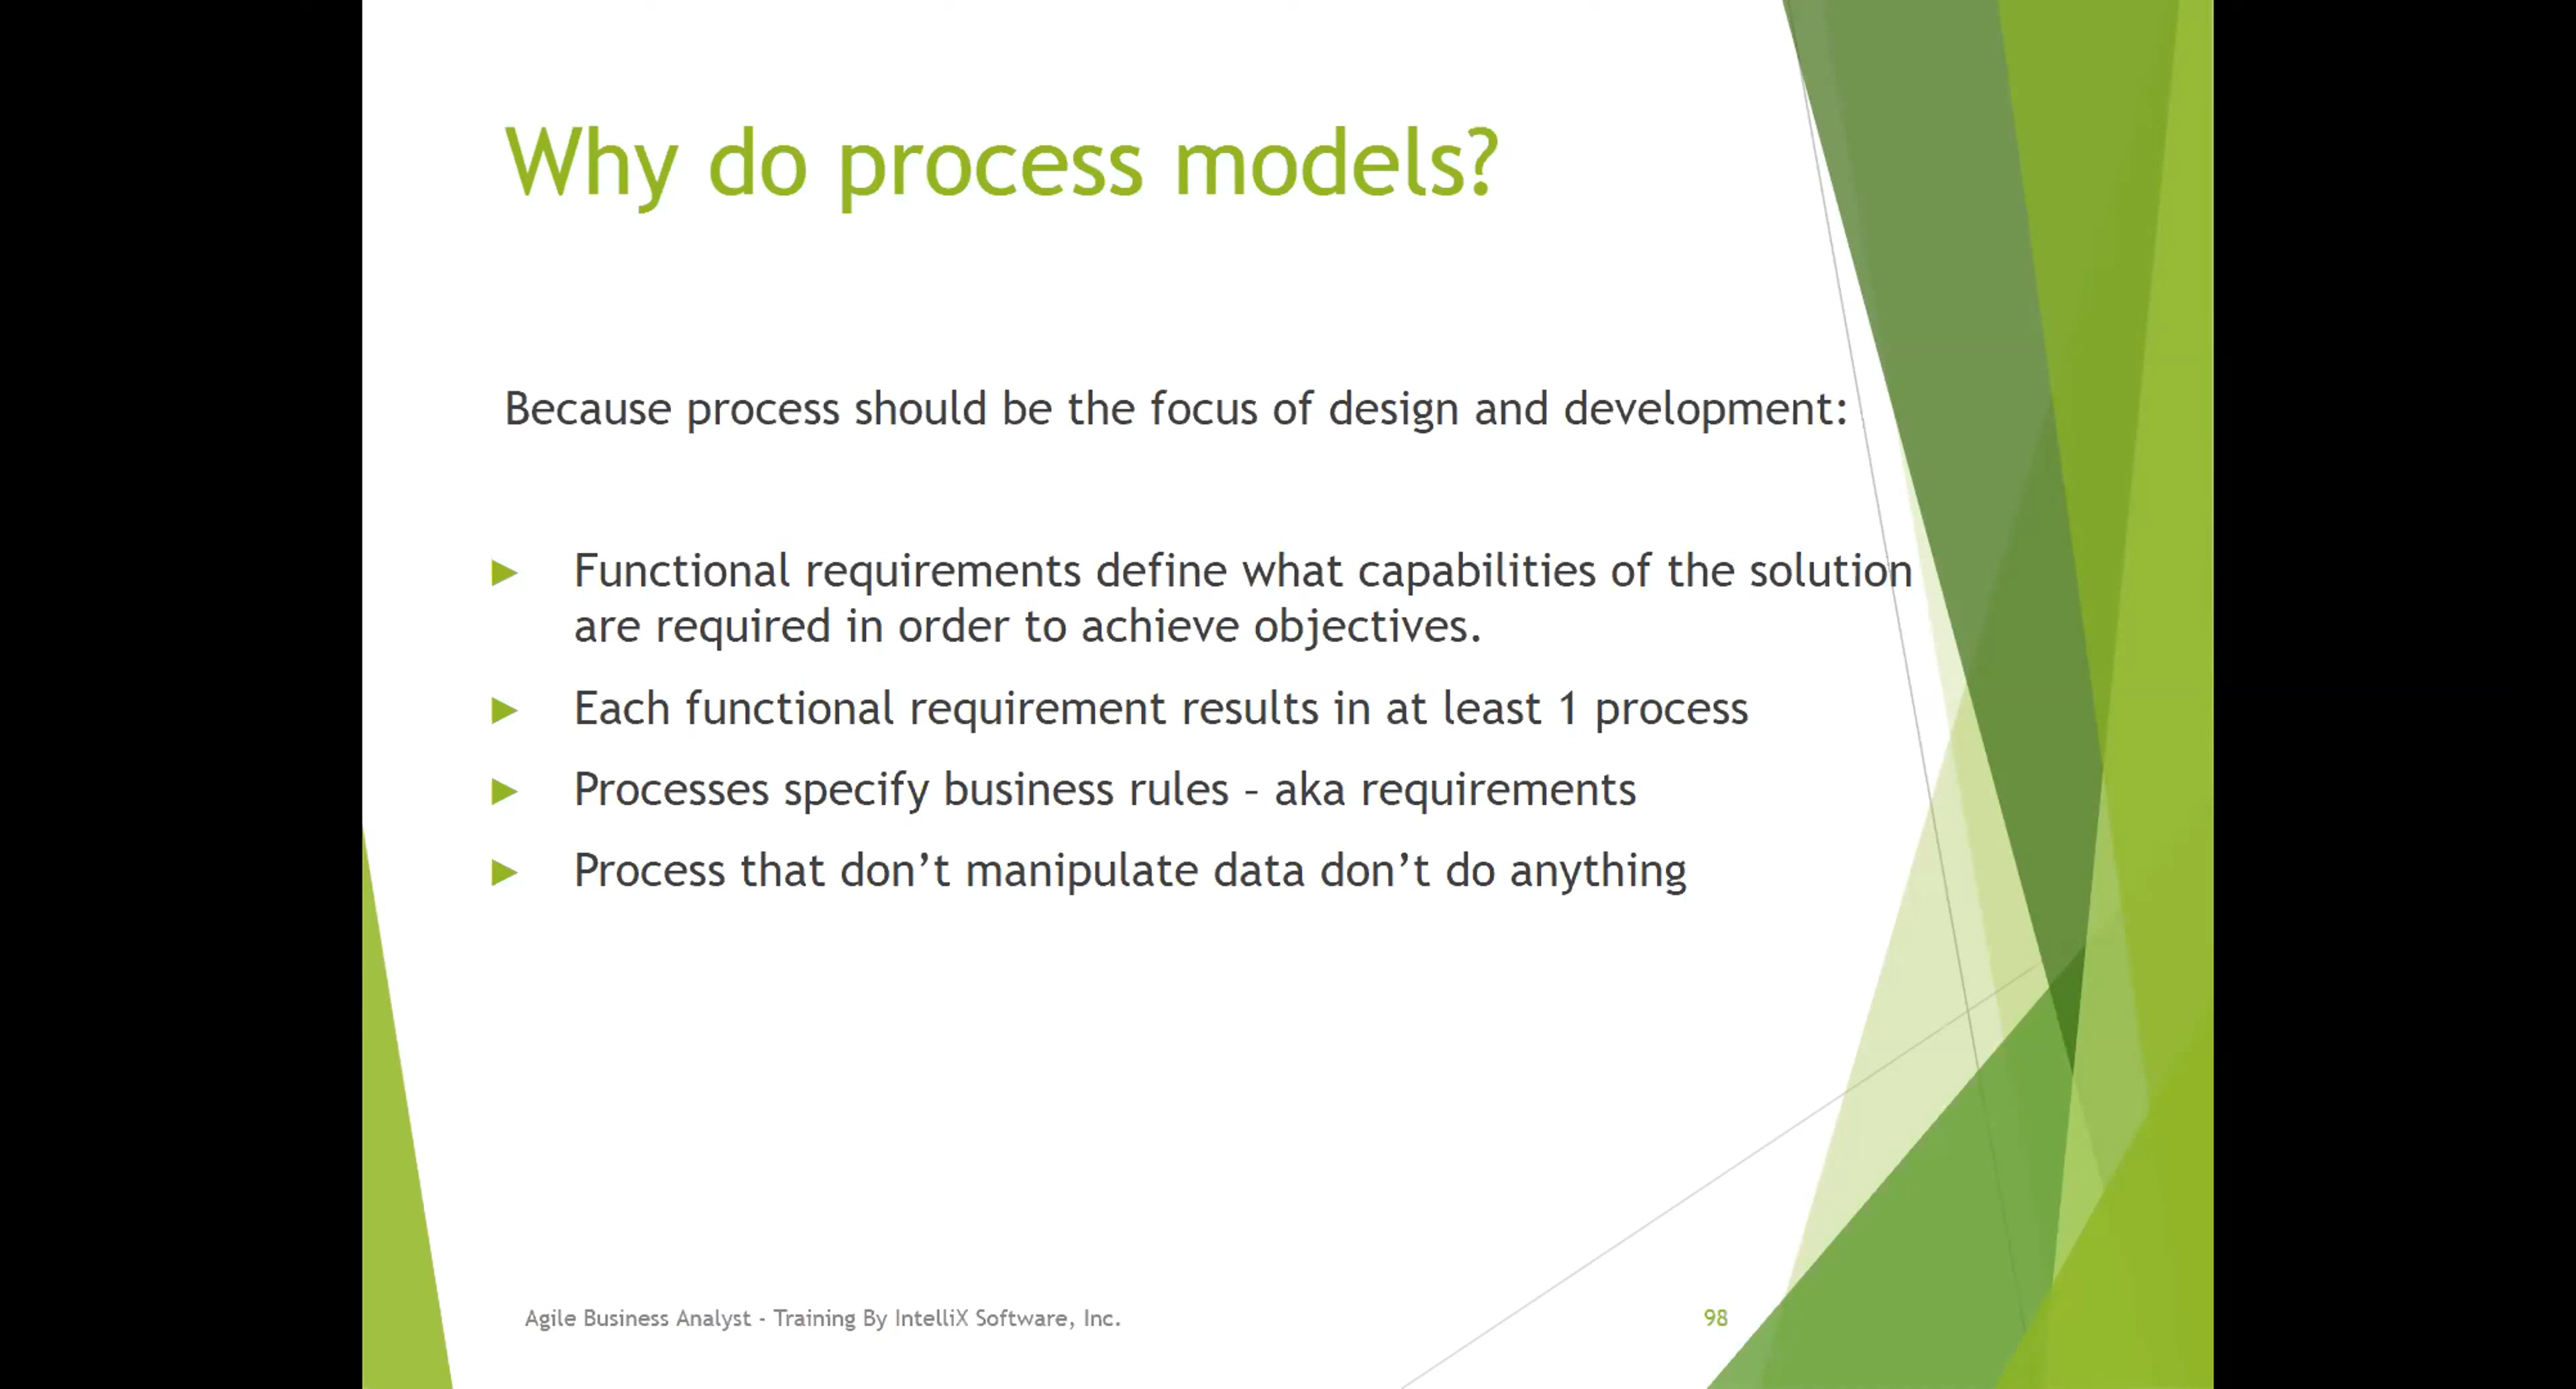 Why do process models?
Because process should be the focus of design and development:
Functional requirements define what capabilities of the solution
are required in order to achieve objectives.
Each functional requirement results in at least 1 process
Processes specify business rules – aka requirements
Process that don’t manipulate data don’t do anything
Agile Business Analyst - Training By IntelliX Software, Inc.
98